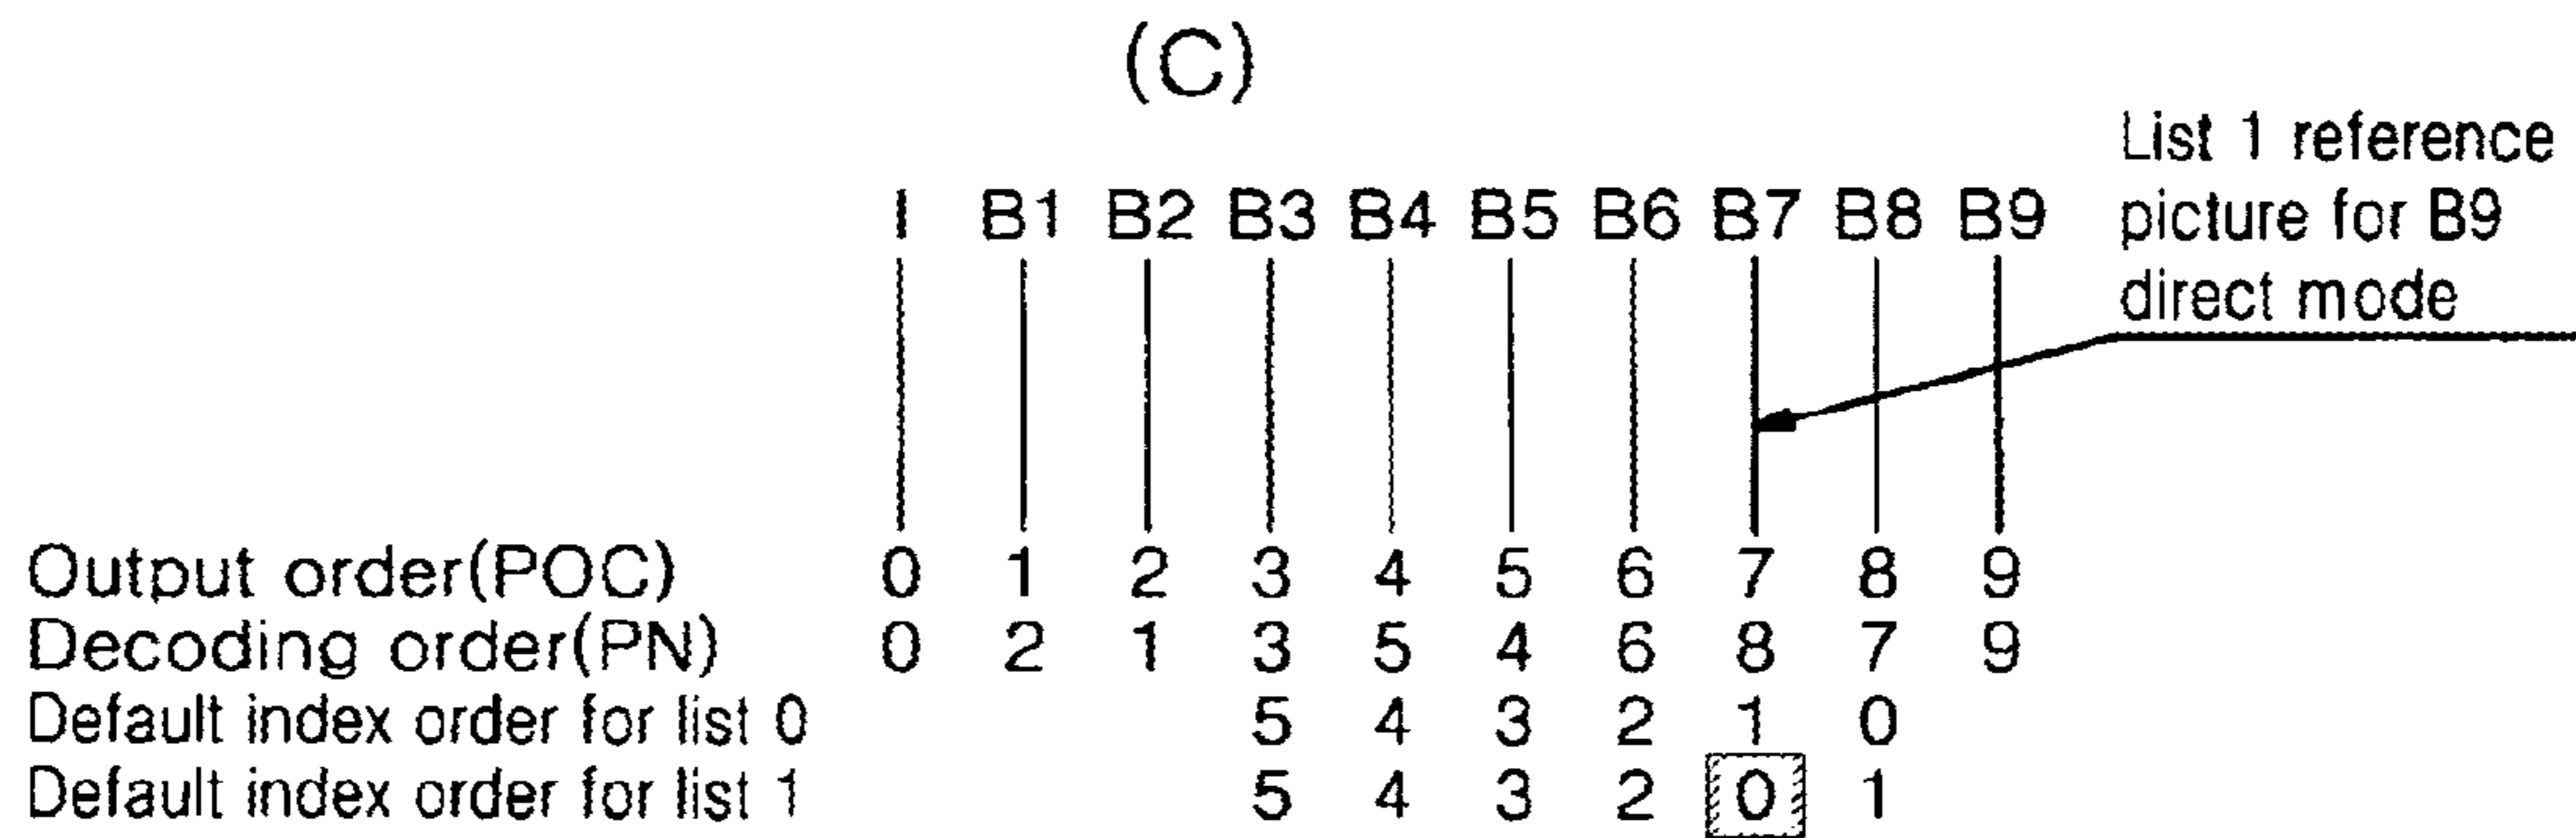 (C)
List 1 reference
picture for B9
direct mode
I B1 B2 B3 B4 B5 B6 B7 B8 B9
Output order(POC) 0 1 2 3 4 5 6 7 8 9
Decoding order(PN) 0 2 1 3 5 4 6 8 7 9
Default index order for list 0 5 4 3 2 1 0
Default index order for list 1 5 4 3 2 0 1